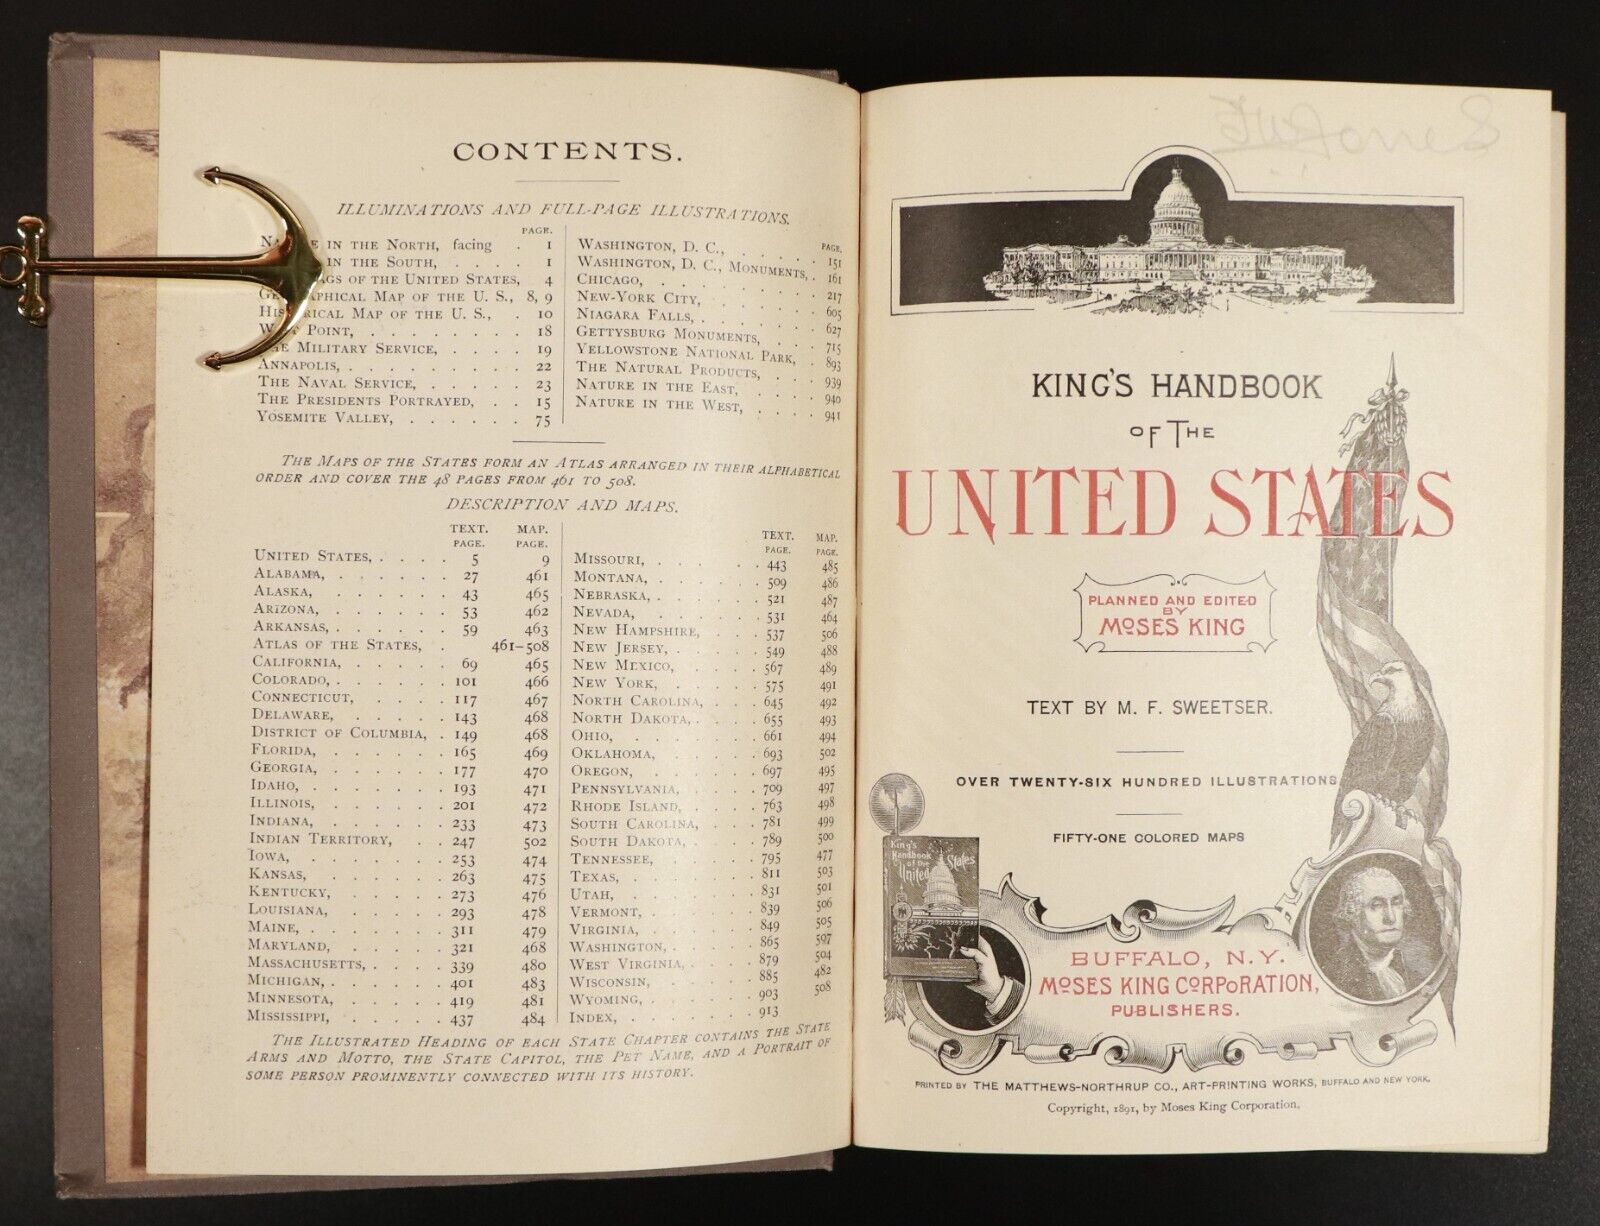 CONTENTS.
ILLUMINATIONS AND FULL-PAGE ILLUSTRATIONS.
PAGE.
IN THE NORTH, facing . 1
IN THE SOUTH, . . . . 1
OF THE UNITED STATES, 4
MAP OF THE U. S., 8, 9
MAP OF THE U. S., . 10
POINT, 18
MILITARY SERVICE, 19
ANNAPOLIS, 22
THE NAVAL SERVICE, 23
THE PRESIDENTS PORTRAYED, 15
YOSEMITE VALLEY, 75
PAGE.
WASHINGTON, D. C., 151
WASHINGTON, D. C., MONUMENTS, 161
CHICAGO, 217
NEW-YORK CITY, 605
NIAGARA FALLS, 627
GETTYSBURG MONUMENTS, 715
YELLOWSTONE NATIONAL PARK, 893
THE NATURAL PRODUCTS, 939
NATURE IN THE EAST, 940
NATURE IN THE WEST, 941
THE MAPS OF THE STATES FORM AN ATLAS ARRANGED IN THEIR ALPHABETICAL
ORDER AND COVER THE 48 PAGES FROM 461 TO 508.
DESCRIPTION AND MAPS.
TEXT. MAP.
PAGE. PAGE.
UNITED STATES, 5 9
ALABAMA, 27 461
ALASKA, 43 465
ARIZONA, 53 462
ARKANSAS, 59 463
ATLAS OF THE STATES, 461–508
CALIFORNIA, 69 465
COLORADO, 101 466
CONNECTICUT, 117 467
DELAWARE, 143 468
DISTRICT OF COLUMBIA, 149 468
FLORIDA, 165 469
GEORGIA, 177 470
IDAHO, 193 471
ILLINOIS, 201 472
INDIANA, 233 473
INDIAN TERRITORY, 247 502
IOWA, 253 474
KANSAS, 263 475
KENTUCKY, 273 476
LOUISIANA, 293 478
MAINE, 311 479
MARYLAND, 321 468
MASSACHUSETTS, 339 480
MICHIGAN, 401 483
MINNESOTA, 419 481
MISSISSIPPI, 437 484
TEXT. MAP.
PAGE. PAGE.
MISSOURI, 443 485
MONTANA, 509 486
NEBRASKA, 521 487
NEVADA, 531 464
NEW HAMPSHIRE, 537 506
NEW JERSEY, 549 488
NEW MEXICO, 567 489
NEW YORK, 575 491
NORTH CAROLINA, 645 492
NORTH DAKOTA, 655 493
OHIO, 661 494
OKLAHOMA, 693 502
OREGON, 697 495
PENNSYLVANIA, 709 497
RHODE ISLAND, 763 498
SOUTH CAROLINA, 781 499
SOUTH DAKOTA, 789 500
TENNESSEE, 795 477
TEXAS, 811 503
UTAH, 831 501
VERMONT, 839 506
VIRGINIA, 849 505
WASHINGTON, 865 507
WEST VIRGINIA, 879 504
WISCONSIN, 885 482
WYOMING, 903 508
INDEX, 913
THE ILLUSTRATED HEADING OF EACH STATE CHAPTER CONTAINS THE STATE
ARMS AND MOTTO, THE STATE CAPITOL, THE PET NAME, AND A PORTRAIT OF
SOME PERSON PROMINENTLY CONNECTED WITH ITS HISTORY.
KING'S HANDBOOK
OF THE
UNITED STATES
PLANNED AND EDITED
BY
MOSES KING
TEXT BY M. F. SWEETSER.
OVER TWENTY-SIX HUNDRED ILLUSTRATIONS
FIFTY-ONE COLORED MAPS
King's
Handbook
of the
United States
BUFFALO, N.Y.
MOSES KING CORPORATION,
PUBLISHERS.
PRINTED BY THE MATTHEWS-NORTHRUP CO., ART-PRINTING WORKS, BUFFALO AND NEW YORK.
Copyright, 1891, by Moses King Corporation.